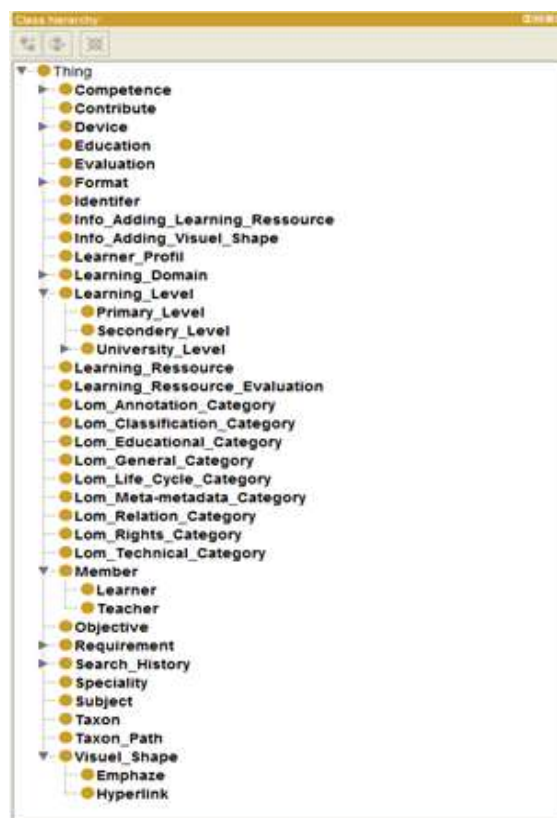 Class hierarchy
Thing
Competence
Contribute
Device
Education
Evaluation
Format
Identifer
Info_Adding_Learning_Ressource
Info_Adding_Visuel_Shape
Learner_Profil
Learning_Domain
Learning_Level
Primary_Level
Secondery_Level
University_Level
Learning_Ressource
Learning_Ressource_Evaluation
Lom_Annotation_Category
Lom_Classification_Category
Lom_Educational_Category
Lom_General_Category
Lom_Life_Cycle_Category
Lom_Meta-metadata_Category
Lom_Relation_Category
Lom_Rights_Category
Lom_Technical_Category
Member
Learner
Teacher
Objective
Requirement
Search_History
Speciality
Subject
Taxon
Taxon_Path
Visuel_Shape
Emphaze
Hyperlink